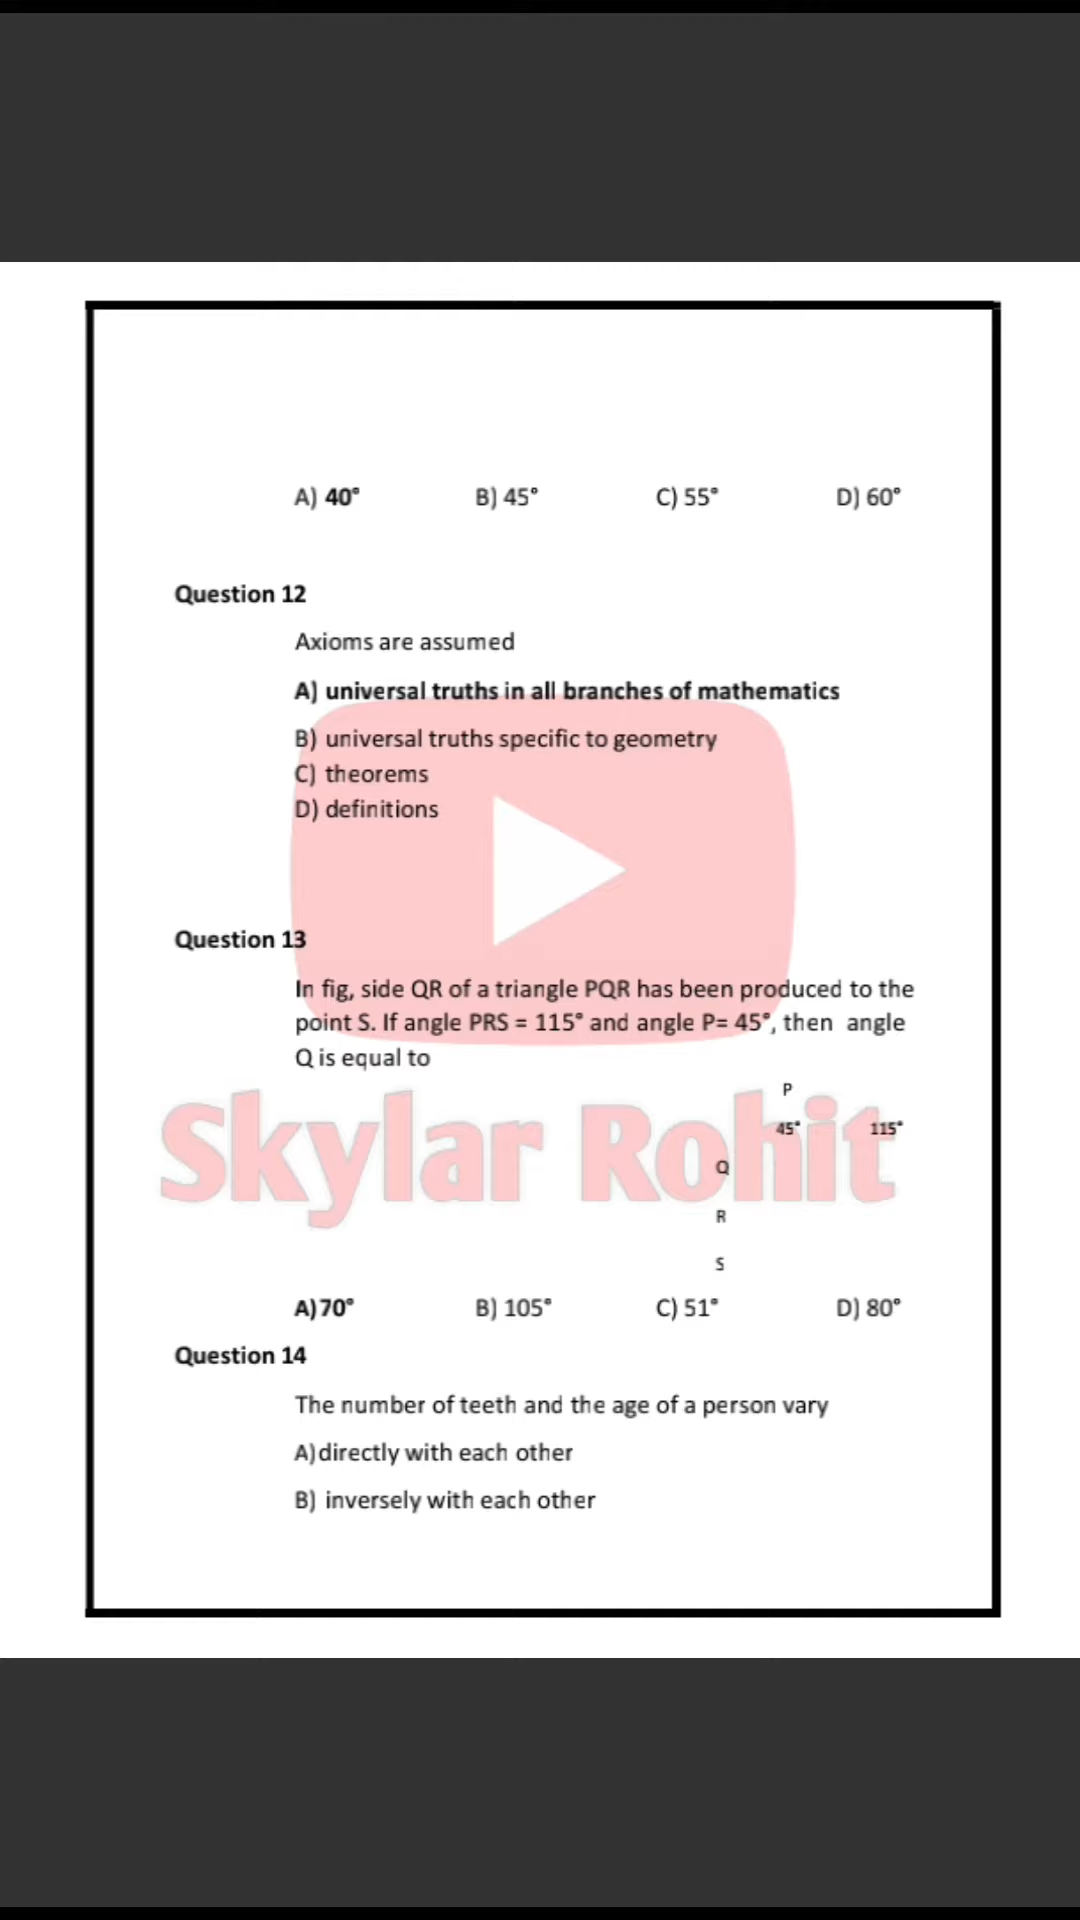 A) 40° B) 45° C) 55° D) 60°
Question 12
Axioms are assumed
A) universal truths in all branches of mathematics
B) universal truths specific to geometry
C) theorems
D) definitions
Question 13
In fig, side QR of a triangle PQR has been produced to the
point S. If angle PRS = 115° and angle P= 45°, then angle
Q is equal to
P
45° 115°
Q
R
S
Skylar Rohit
A)70° B) 105° C) 51° D) 80°
Question 14
The number of teeth and the age of a person vary
A)directly with each other
B) inversely with each other